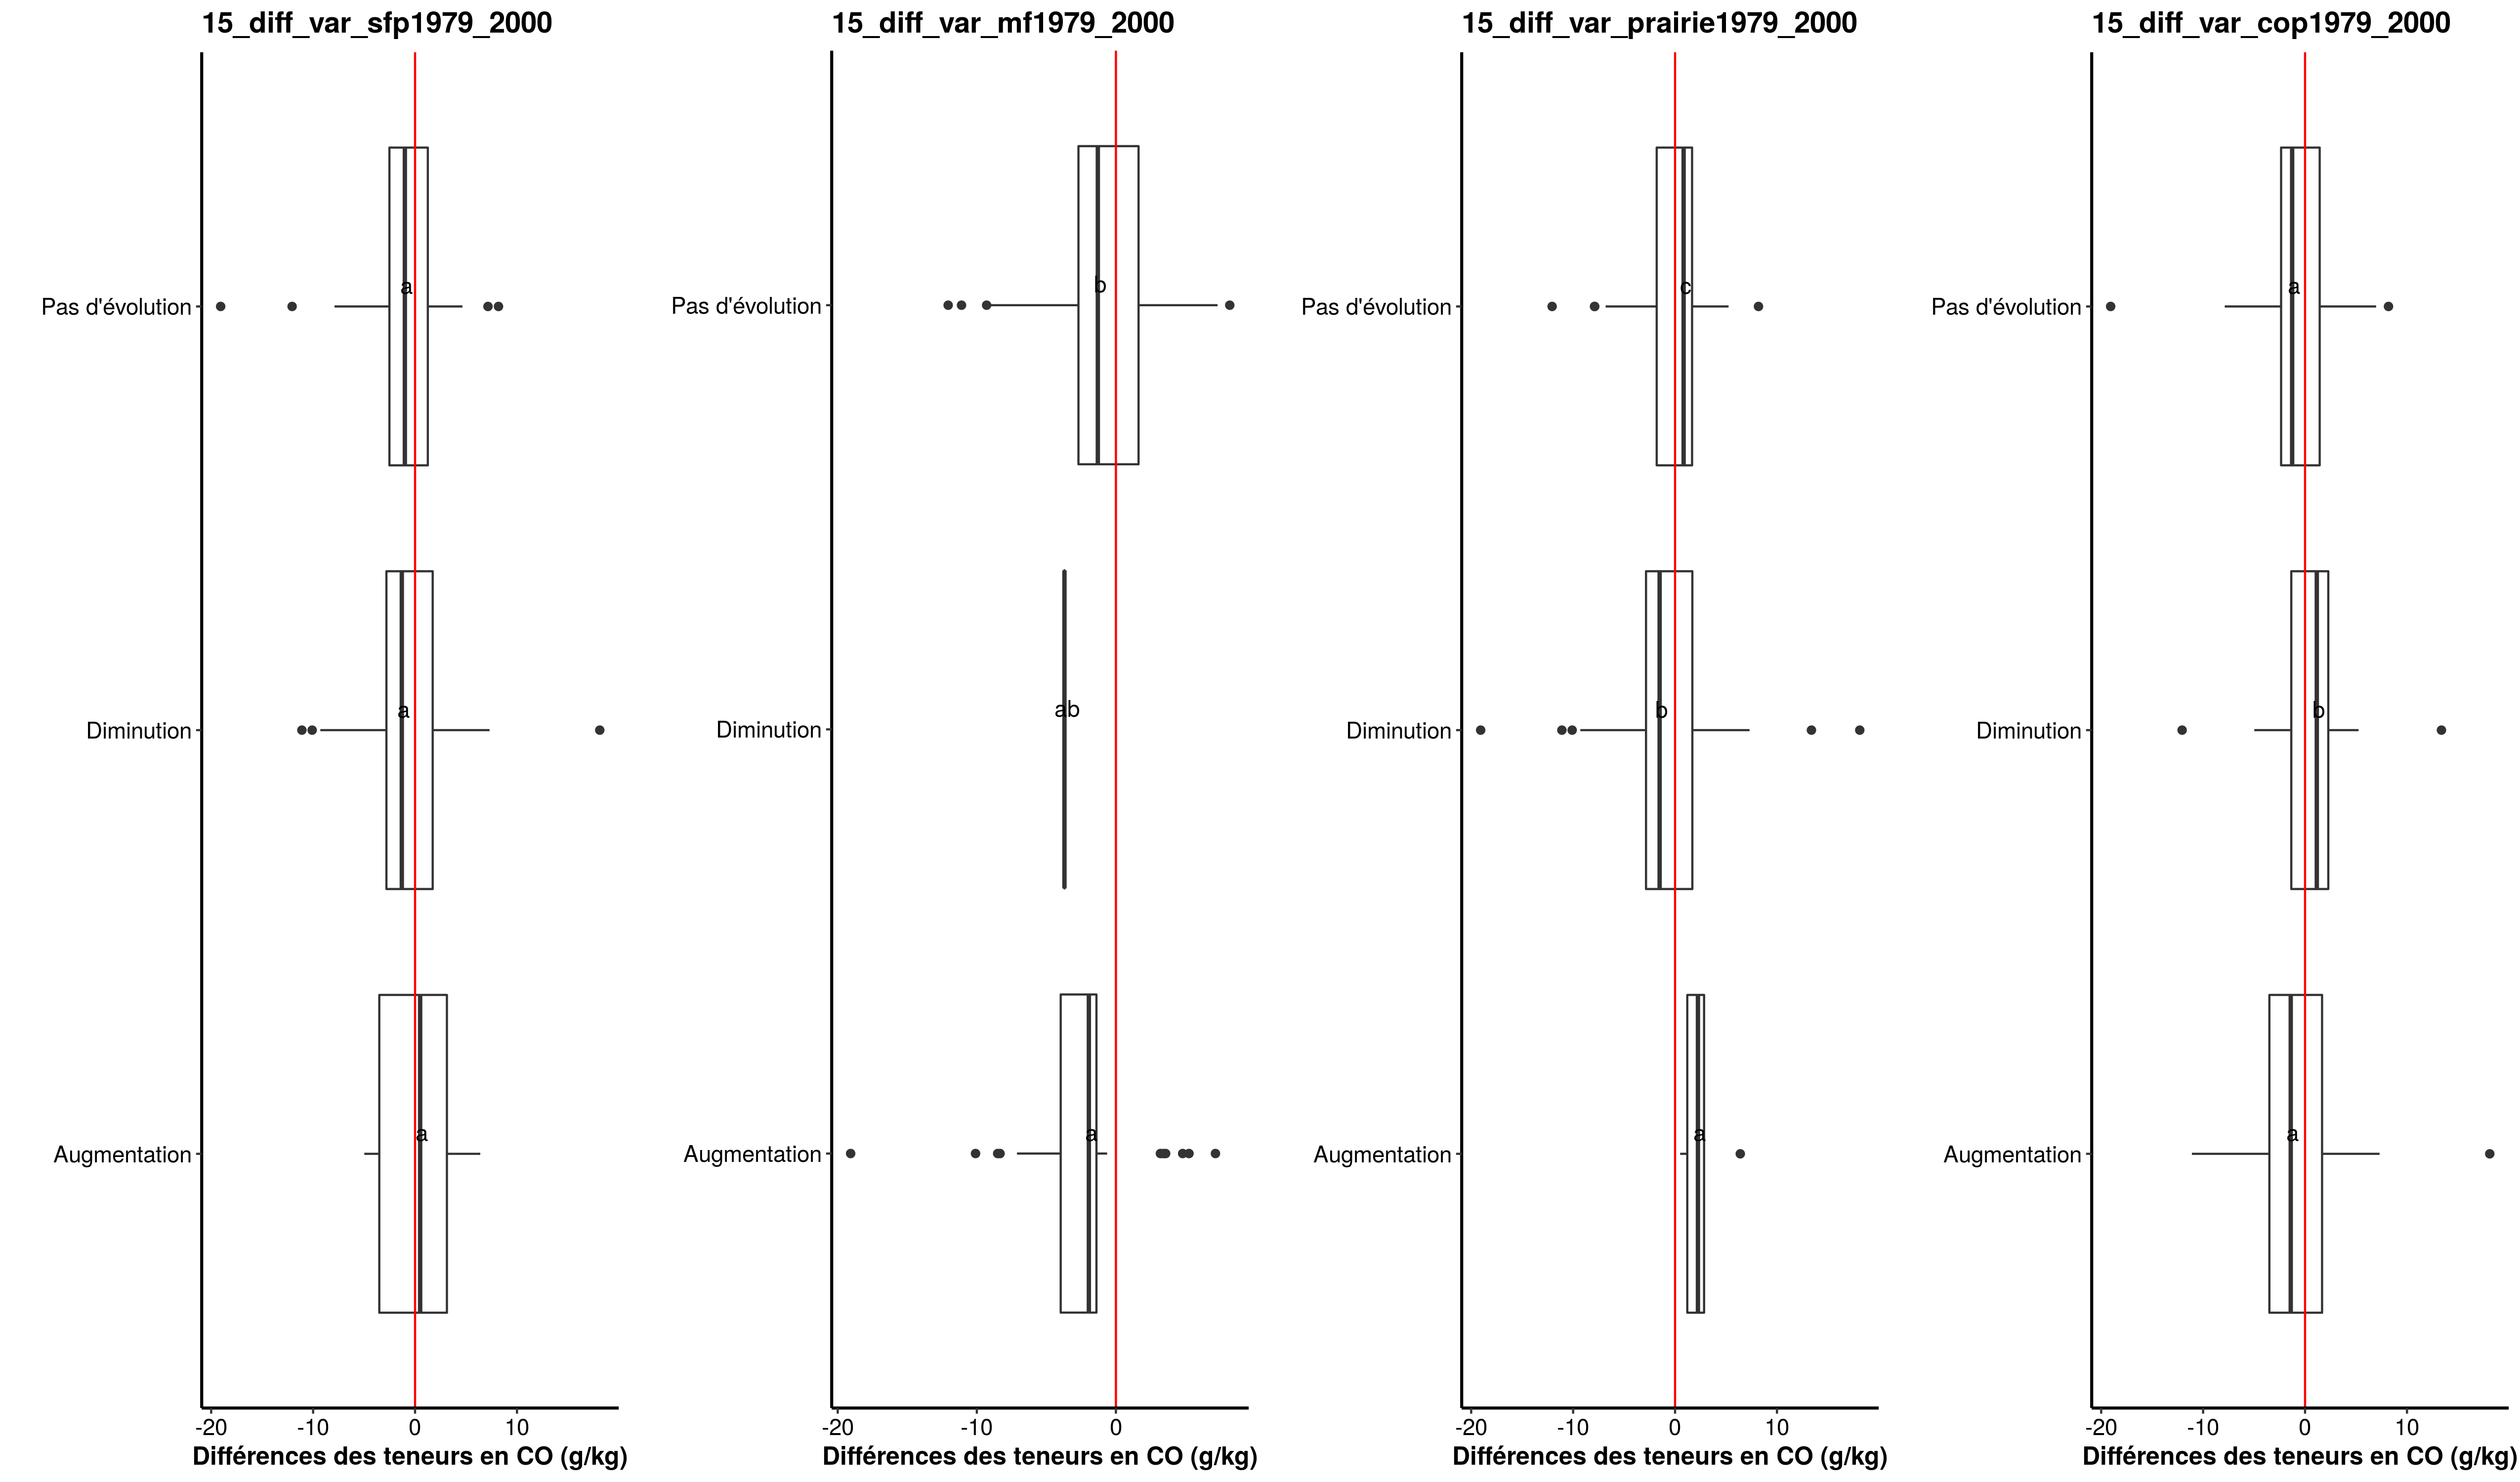 15_diff_var_sfp1979_2000
Pas d'évolution
a
Diminution
a
Augmentation
a
-20 -10 0 10
Différences des teneurs en CO (g/kg)
15_diff_var_mf1979_2000
Pas d'évolution
b
Diminution
ab
Augmentation
a
-20 -10 0
Différences des teneurs en CO (g/kg)
15_diff_var_prairie1979_2000
Pas d'évolution
c
Diminution
b
Augmentation
a
-20 -10 0 10
Différences des teneurs en CO (g/kg)
15_diff_var_cop1979_2000
Pas d'évolution
a
Diminution
b
Augmentation
a
-20 -10 0 10
Différences des teneurs en CO (g/kg)